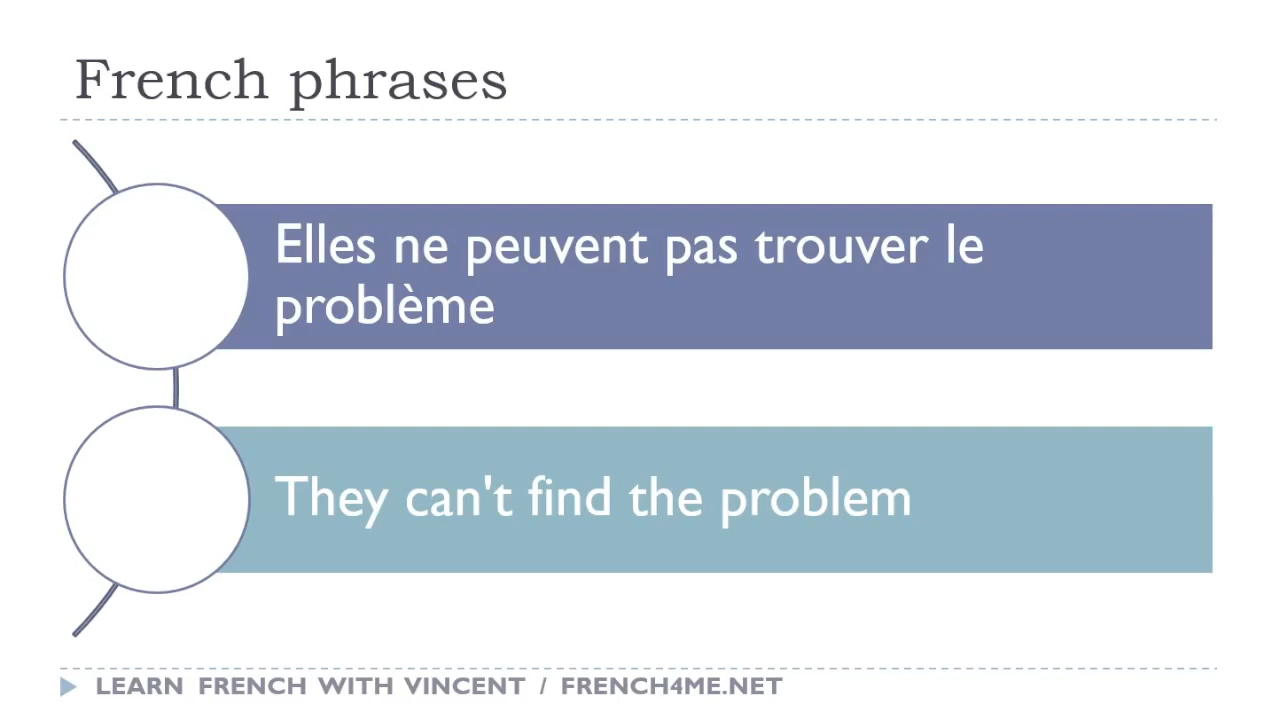 French phrases
Elles ne peuvent pas trouver le
problème
They can't find the problem
LEARN FRENCH WITH VINCENT / FRENCH4ME.NET